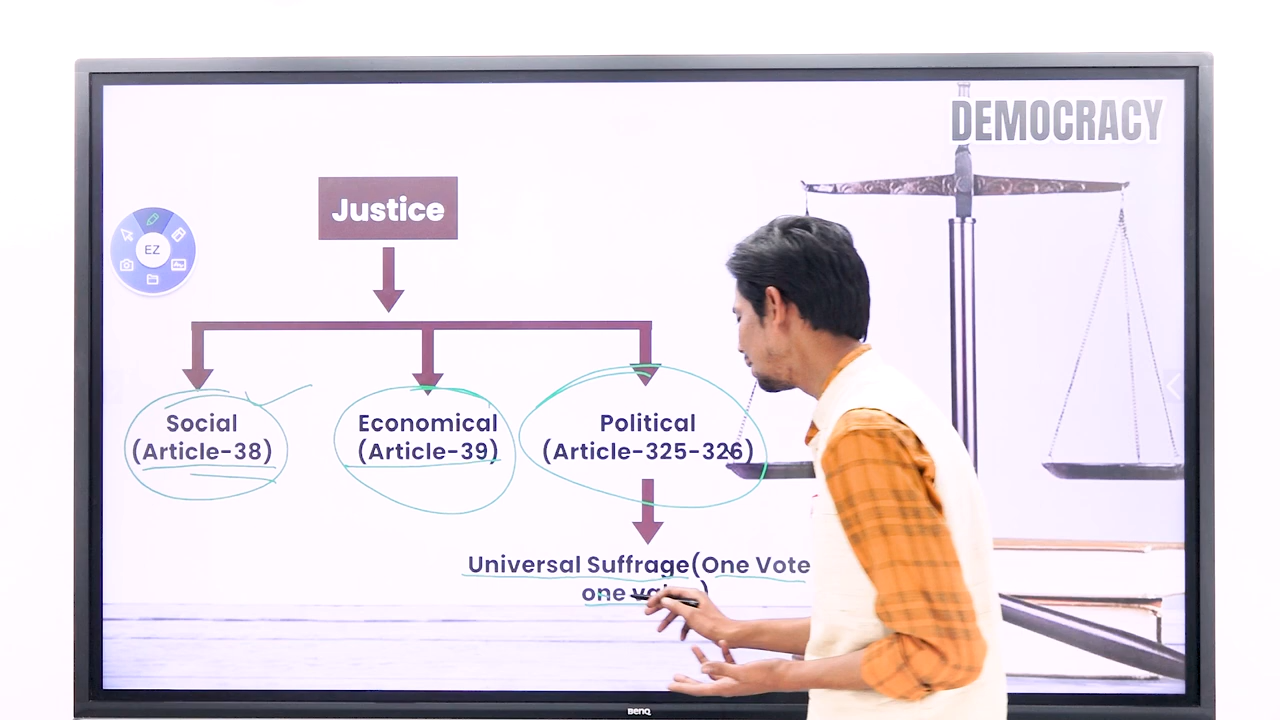 DEMOCRACY
Justice
EZ
Social
(Article-38)
Economical
(Article-39)
Political
(Article-325-326)
Universal Suffrage(One Vote
one
BenQ